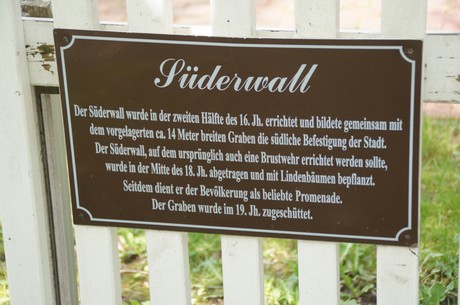 Süderwall
Der Süderwall wurde in der zweiten Hälfte des 16. Jh. errichtet und bildete gemeinsam mit
dem vorgelagerten ca. 14 Meter breiten Graben die südliche Befestigung der Stadt.
Der Süderwall, auf dem ursprünglich auch eine Brustwehr errichtet werden sollte,
wurde in der Mitte des 18. Jh. abgetragen und mit Lindenbäumen bepflanzt.
Seitdem dient er der Bevölkerung als beliebte Promenade.
Der Graben wurde im 19. Jh. zugeschüttet.